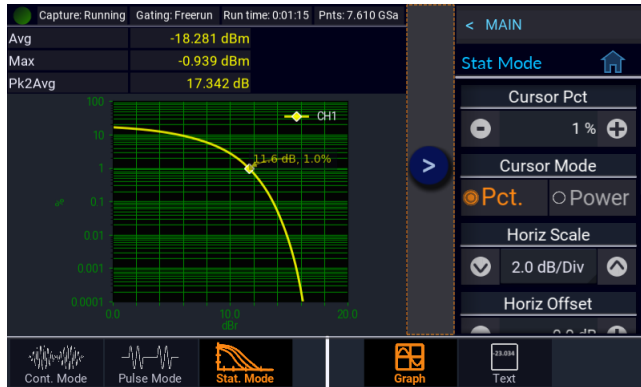 Capture: Running Gating: Freerun Run time: 0:01:15 Pnts: 7.610 GSa
< MAIN
Avg -18.281 dBm
Max -0.939 dBm
Pk2Avg 17.342 dB
Stat Mode
Cursor Pct
1 %
Cursor Mode
Pct. Power
Horiz Scale
2.0 dB/Div
Horiz Offset
100
10
1
0.1
0.01
0.001
0.0001
%
CH1
11.6 dB, 1.0%
0.0 10.0 20.0
dBr
>
Cont. Mode Pulse Mode Stat. Mode Graph
-23.034
Text